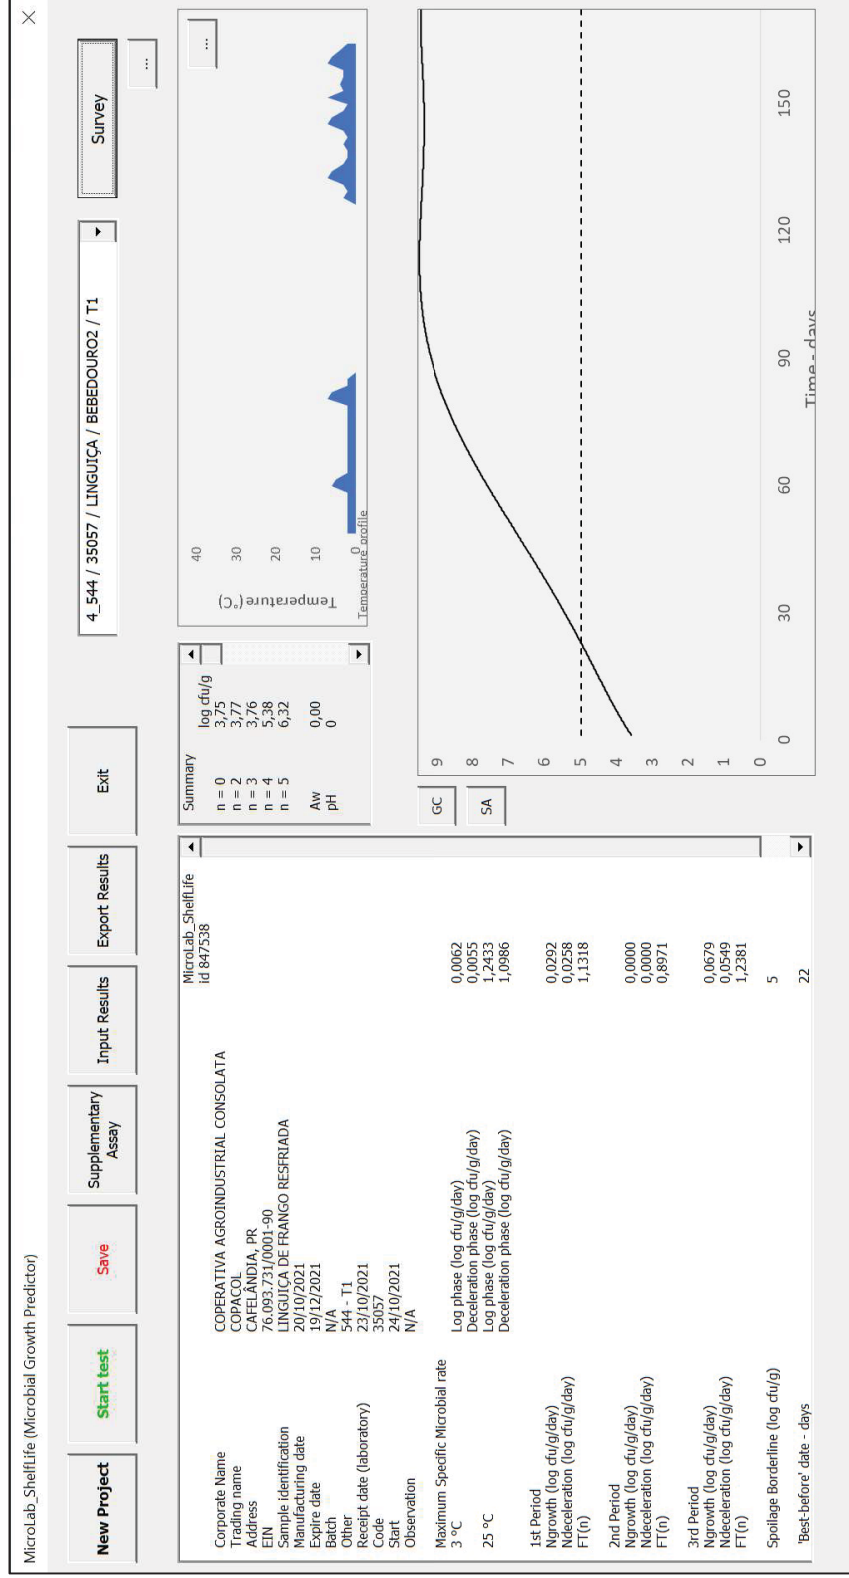 MicroLab_ShelfLife (Microbial Growth Predictor)
New Project
Start test
Save
Supplementary
Assay
Input Results
Export Results
Exit
4_544 / 35057 / LINGUIÇA / BEBEDOURO2 / T1
Survey
...
MicroLab_ShelfLife
id 847538
Corporate Name COPERATIVA AGROINDUSTRIAL CONSOLATA
Trading name COPACOL
Address CAFELÂNDIA, PR
EIN 76.093.731/0001-90
Sample identification LINGUIÇA DE FRANGO RESFRIADA
Manufacturing date 20/10/2021
Expire date 19/12/2021
Batch N/A
Other 544 - T1
Receipt date (laboratory) 23/10/2021
Code 35057
Start 24/10/2021
Observation N/A
Maximum Specific Microbial rate
3 °C Log phase (log cfu/g/day) 0,0062
Deceleration phase (log cfu/g/day) 0,0055
25 °C Log phase (log cfu/g/day) 1,2433
Deceleration phase (log cfu/g/day) 1,0986
1st Period
Ngrowth (log cfu/g/day) 0,0292
Ndeceleration (log cfu/g/day) 0,0258
FT(n) 1,1318
2nd Period
Ngrowth (log cfu/g/day) 0,0000
Ndeceleration (log cfu/g/day) 0,0000
FT(n) 0,8971
3rd Period
Ngrowth (log cfu/g/day) 0,0679
Ndeceleration (log cfu/g/day) 0,0549
FT(n) 1,2381
Spoilage Borderline (log cfu/g) 5
'Best-before' date - days 22
Summary log cfu/g
n = 0 3,75
n = 2 3,77
n = 3 3,76
n = 4 5,38
n = 5 6,32
Aw 0,00
pH 0
GC
SA
Temperature (°C)
40
30
20
10
0
Temperature profile
...
9
8
7
6
5
4
3
2
1
0
0 30 60 90 120 150
Time - days